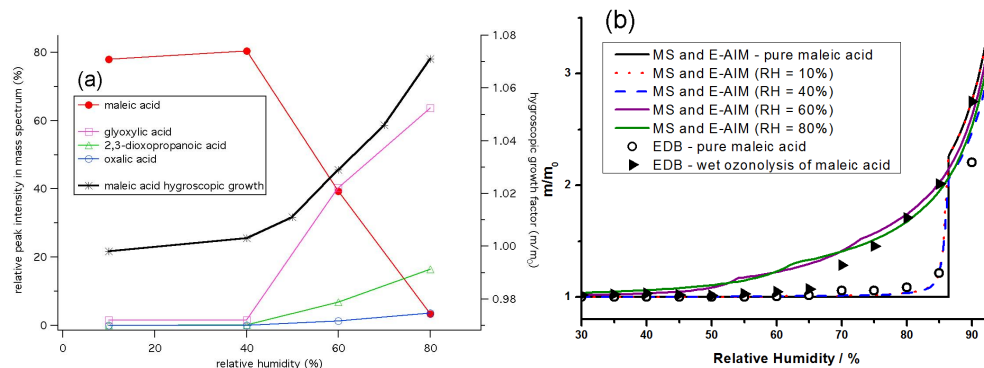 (a)
relative peak intensity in mass spectrum (%)
80
60
40
20
0
maleic acid
glyoxylic acid
2,3-dioxopropanoic acid
oxalic acid
maleic acid hygroscopic growth
1.08
1.06
1.04
1.02
1.00
0.98
hygroscopic growth factor (m/m₀)
0
20
40
60
80
relative humidity (%)
(b)
MS and E-AIM - pure maleic acid
MS and E-AIM (RH = 10%)
MS and E-AIM (RH = 40%)
MS and E-AIM (RH = 60%)
MS and E-AIM (RH = 80%)
EDB - pure maleic acid
EDB - wet ozonolysis of maleic acid
m/m₀
3
2
1
30
40
50
60
70
80
90
Relative Humidity / %